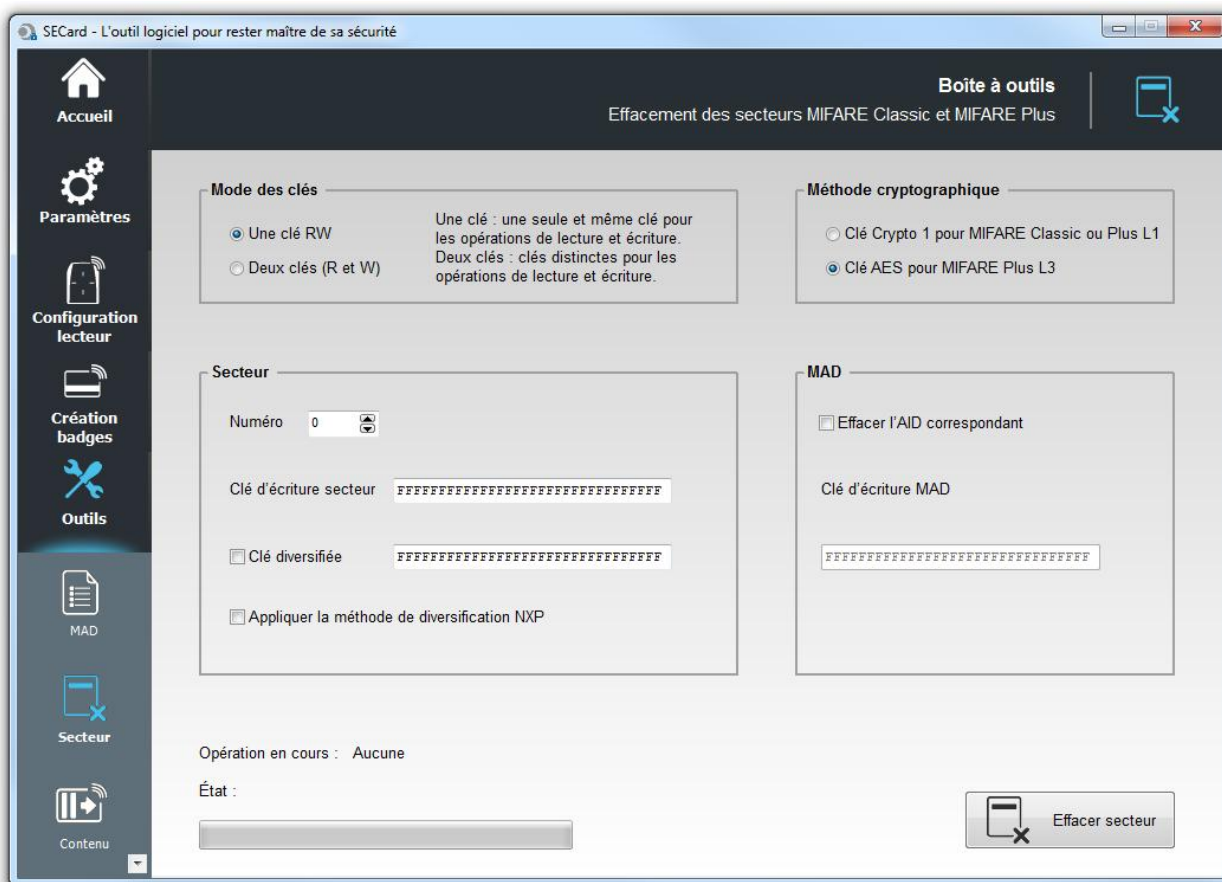 SECard - L'outil logiciel pour rester maître de sa sécurité
Accueil
Paramètres
Configuration
lecteur
Création
badges
Outils
MAD
Secteur
Contenu
Boîte à outils
Effacement des secteurs MIFARE Classic et MIFARE Plus
Mode des clés
Une clé RW
Deux clés (R et W)
Une clé : une seule et même clé pour
les opérations de lecture et écriture.
Deux clés : clés distinctes pour les
opérations de lecture et écriture.
Méthode cryptographique
Clé Crypto 1 pour MIFARE Classic ou Plus L1
Clé AES pour MIFARE Plus L3
Secteur
Numéro 0
Clé d'écriture secteur FFFFFFFFFFFFFFFFFFFFFFFFFFFFFFFF
Clé diversifiée FFFFFFFFFFFFFFFFFFFFFFFFFFFFFFFF
Appliquer la méthode de diversification NXP
MAD
Effacer l'AID correspondant
Clé d'écriture MAD
FFFFFFFFFFFFFFFFFFFFFFFFFFFFFFFF
Opération en cours : Aucune
État :
Effacer secteur